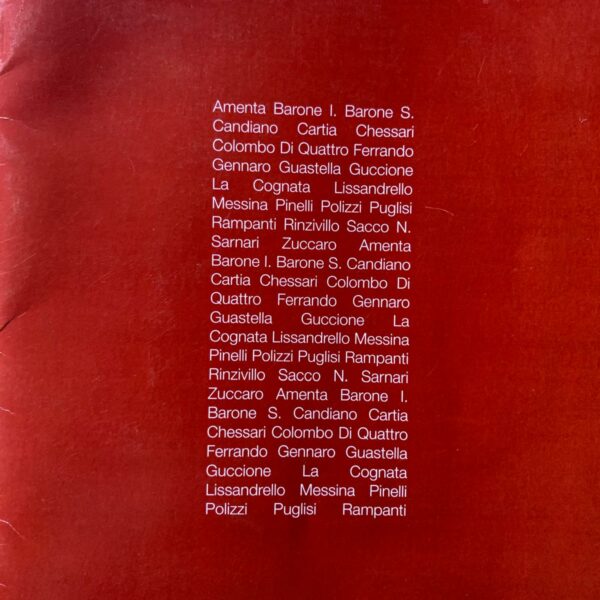 Amenta Barone I. Barone S.
Candiano Cartia Chessari
Colombo Di Quattro Ferrando
Gennaro Guastella Guccione
La Cognata Lissandrello
Messina Pinelli Polizzi Puglisi
Rampanti Rinzivillo Sacco N.
Sarnari Zuccaro Amenta
Barone I. Barone S. Candiano
Cartia Chessari Colombo Di
Quattro Ferrando Gennaro
Guastella Guccione La
Cognata Lissandrello Messina
Pinelli Polizzi Puglisi Rampanti
Rinzivillo Sacco N. Sarnari
Zuccaro Amenta Barone I.
Barone S. Candiano Cartia
Chessari Colombo Di Quattro
Ferrando Gennaro Guastella
Guccione La Cognata
Lissandrello Messina Pinelli
Polizzi Puglisi Rampanti